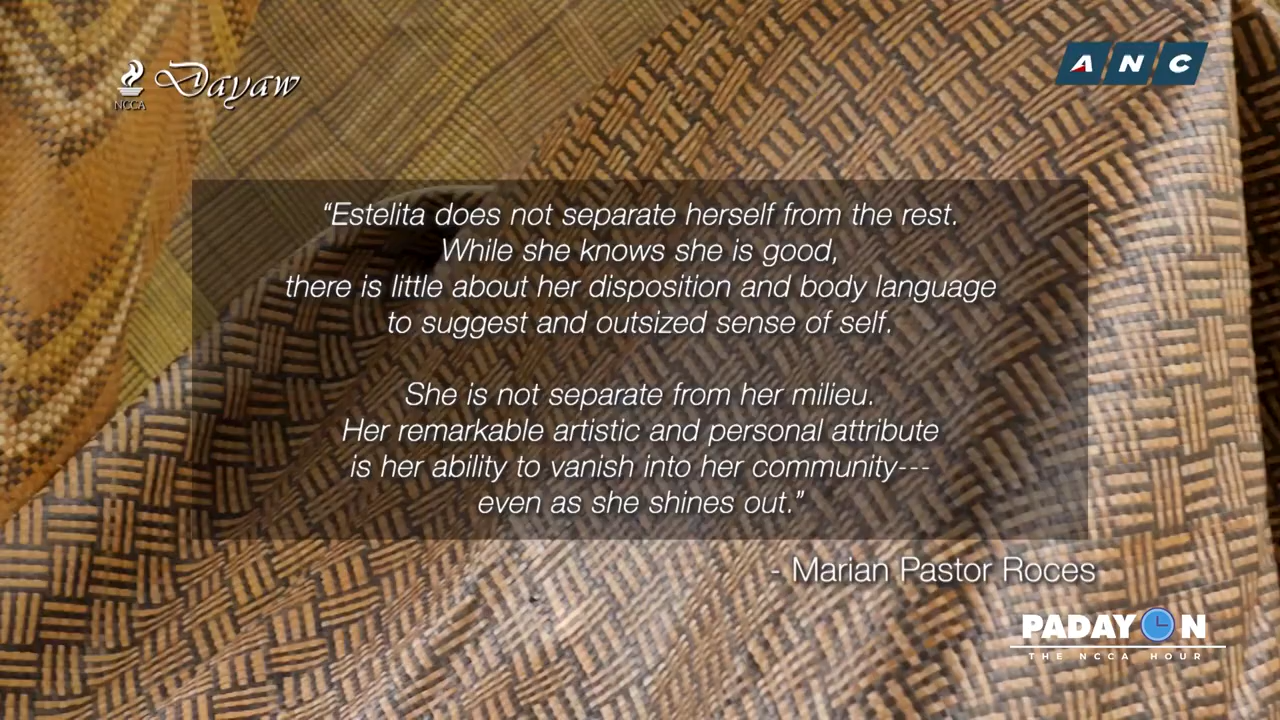 NCCA
Dayaw
ANC
“Estelita does not separate herself from the rest.
While she knows she is good,
there is little about her disposition and body language
to suggest and outsized sense of self.
She is not separate from her milieu.
Her remarkable artistic and personal attribute
is her ability to vanish into her community---
even as she shines out.”
- Marian Pastor Roces
PADAYON
THE NCCA HOUR